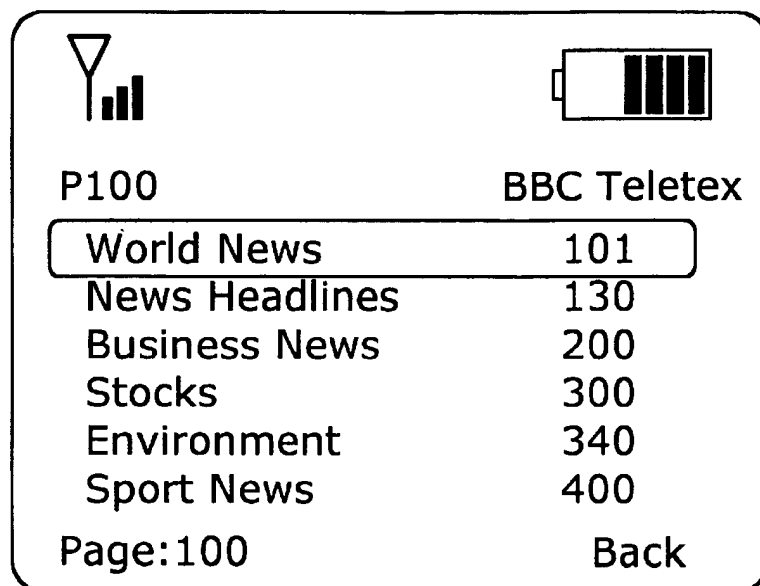 P100 BBC Teletex
World News 101
News Headlines 130
Business News 200
Stocks 300
Environment 340
Sport News 400
Page:100 Back